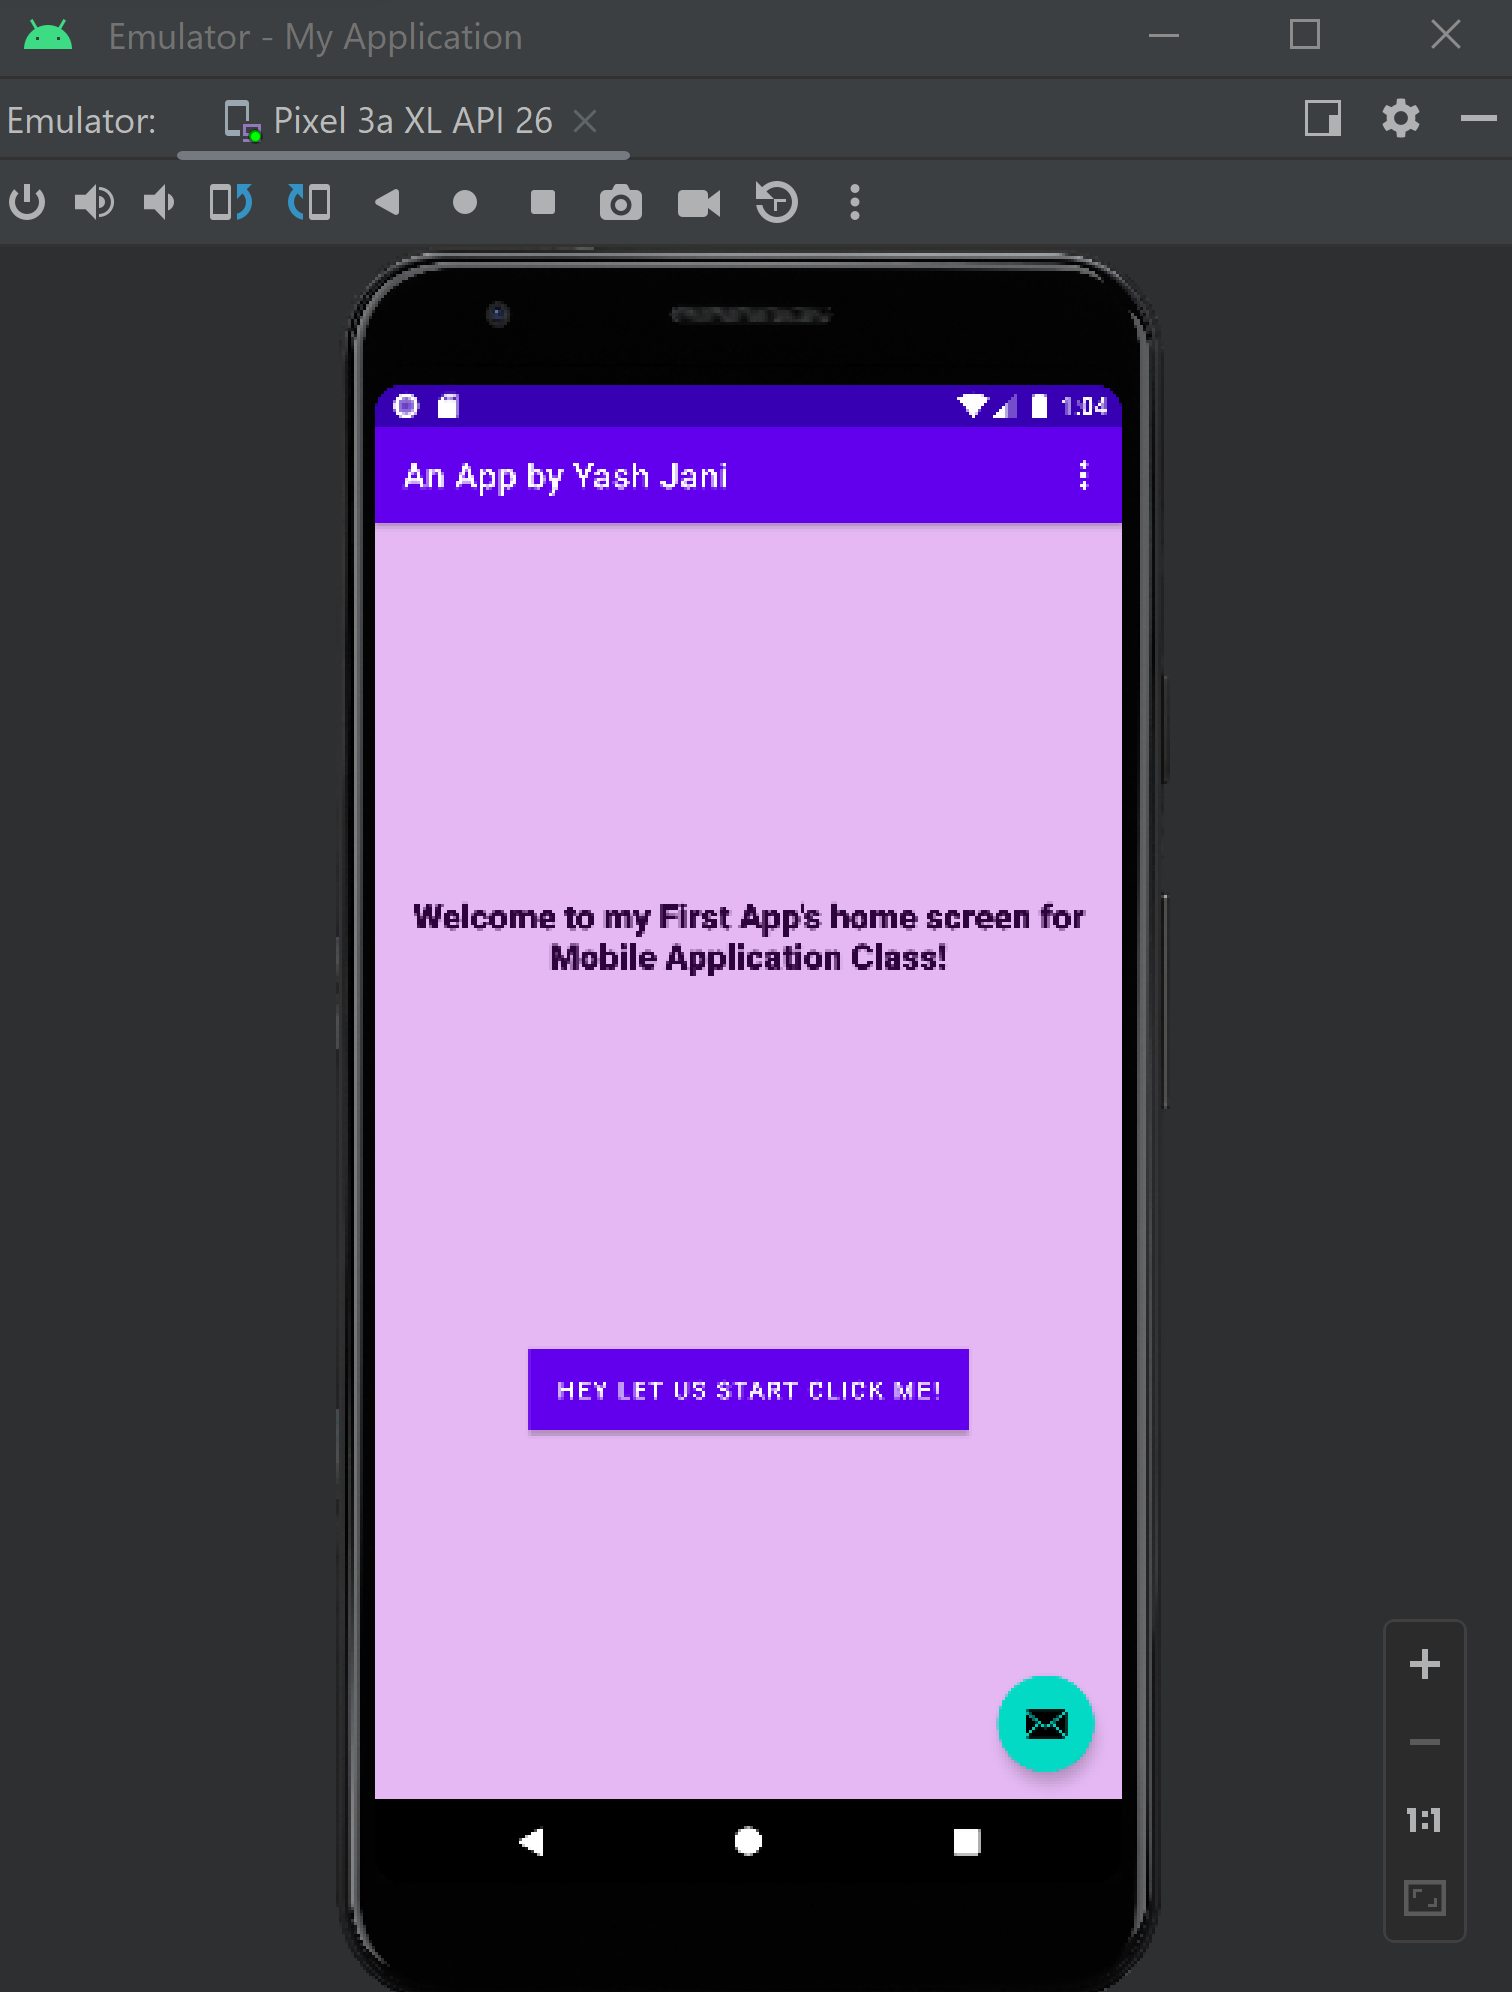 Emulator - My Application
Emulator:
Pixel 3a XL API 26
1:04
An App by Yash Jani
Welcome to my First App's home screen for
Mobile Application Class!
HEY LET US START CLICK ME!
1:1